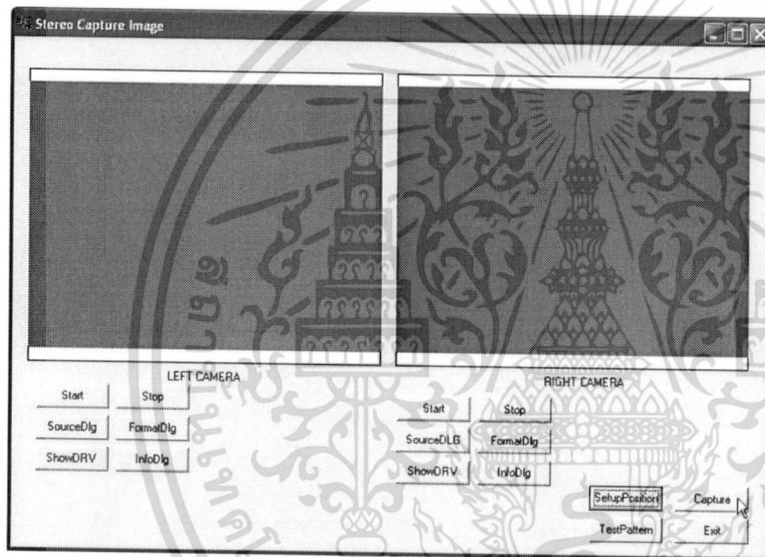 Stereo Capture Image
LEFT CAMERA
Start Stop
SourceDlg FormatDlg
ShowDRV InfoDlg
RIGHT CAMERA
Start Stop
SourceDLG FormatDlg
ShowDRV InfoDlg
SetupPosition Capture
TestPattern Exit